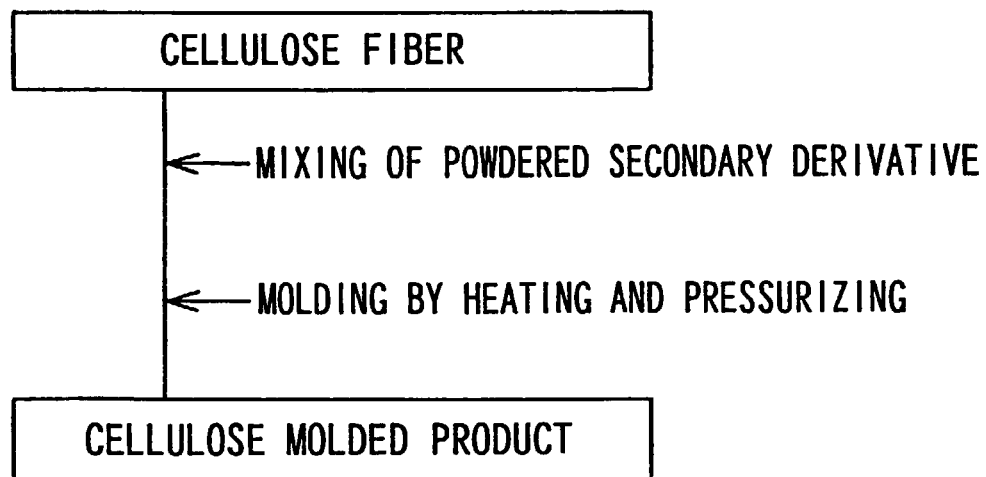 CELLULOSE FIBER
MIXING OF POWDERED SECONDARY DERIVATIVE
MOLDING BY HEATING AND PRESSURIZING
CELLULOSE MOLDED PRODUCT